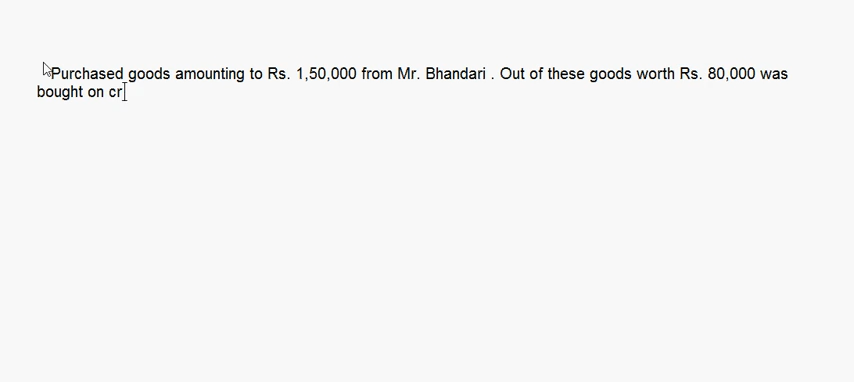 Purchased goods amounting to Rs. 1,50,000 from Mr. Bhandari . Out of these goods worth Rs. 80,000 was
bought on cr